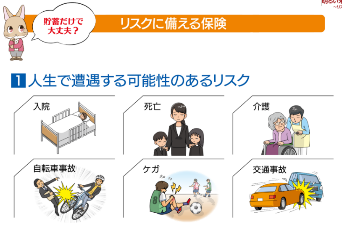 貯蓄だけで
大丈夫？
リスクに備える保険
1 人生で遭遇する可能性のあるリスク
入院
死亡
介護
自転車事故
ケガ
交通事故